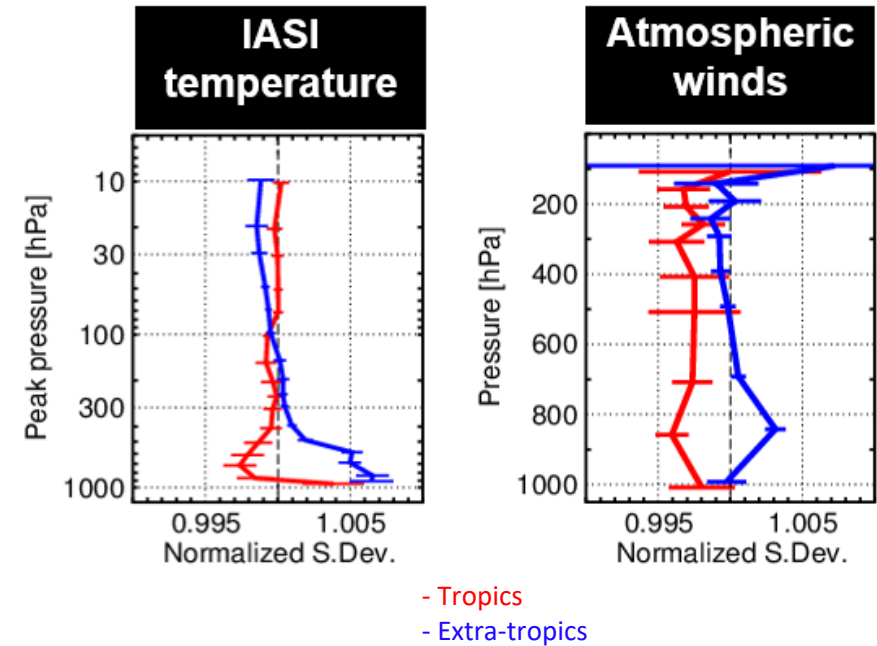 IASI
temperature
Peak pressure [hPa]
10
30
100
300
1000
0.995
1.005
Normalized S.Dev.
Atmospheric
winds
Pressure [hPa]
200
400
600
800
1000
0.995
1.005
Normalized S.Dev.
- Tropics
- Extra-tropics